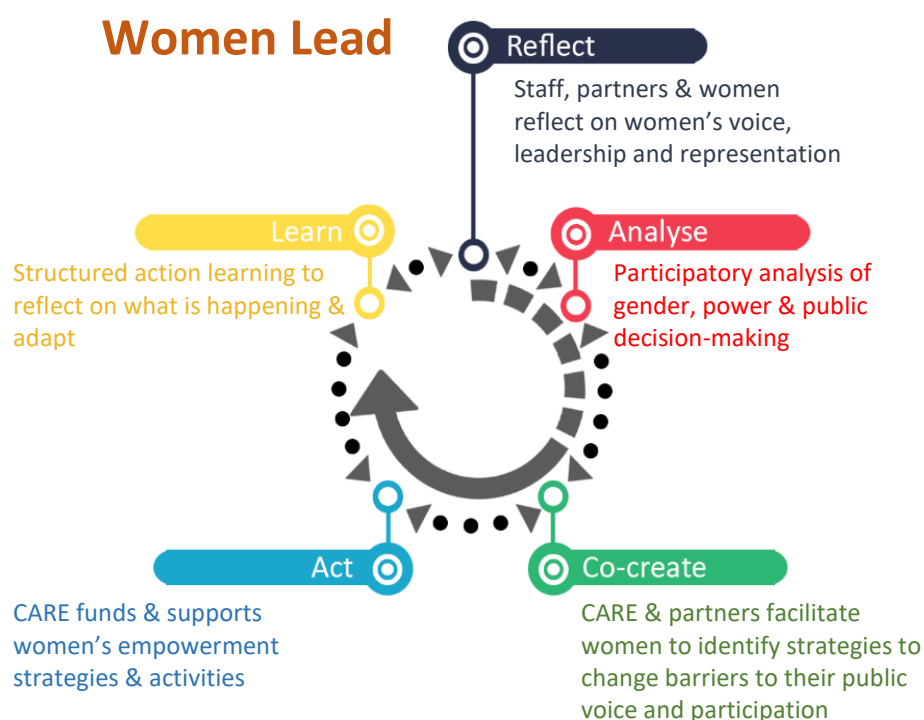 Women Lead
Reflect
Staff, partners & women
reflect on women’s voice,
leadership and representation
Analyse
Participatory analysis of
gender, power & public
decision-making
Co-create
CARE & partners facilitate
women to identify strategies to
change barriers to their public
voice and participation
Act
CARE funds & supports
women’s empowerment
strategies & activities
Learn
Structured action learning to
reflect on what is happening &
adapt